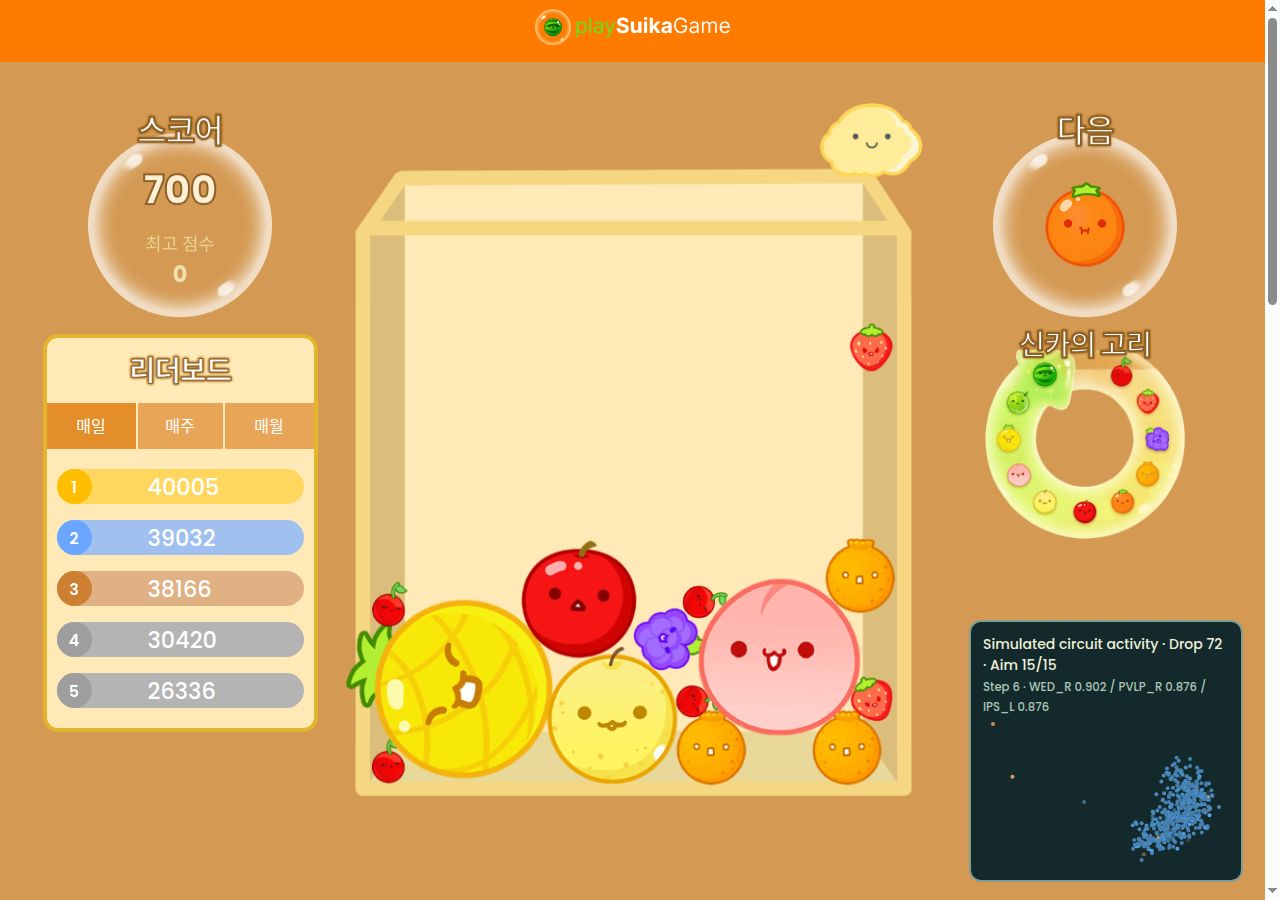 playSuikaGame
스코어
700
최고 점수
0
다음
신카의 고리
리더보드
매일 매주 매월
1 40005
2 39032
3 38166
4 30420
5 26336
Simulated circuit activity · Drop 72
· Aim 15/15
Step 6 · WED_R 0.902 / PVLP_R 0.876 /
IPS_L 0.876